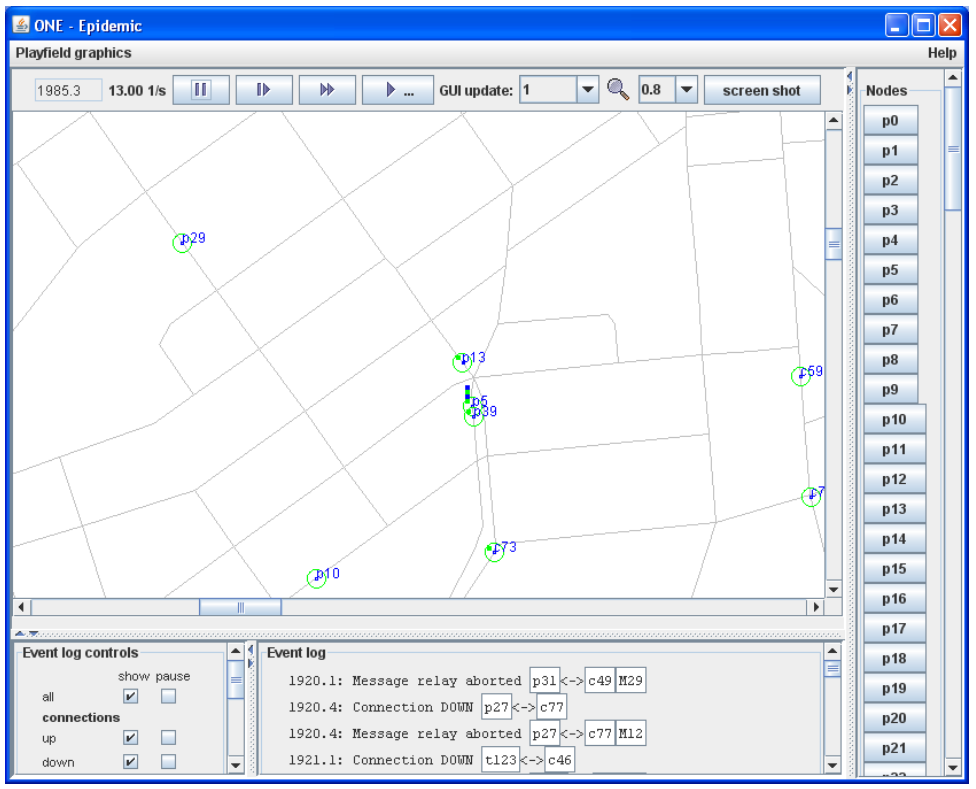 ONE - Epidemic
Playfield graphics Help
1985.3 13.00 1/s ... GUI update: 1 0.8 screen shot
Nodes
p0
p1
p2
p3
p4
p5
p6
p7
p8
p9
p10
p11
p12
p13
p14
p15
p16
p17
p18
p19
p20
p21
p29
p13
c59
p5
p39
c7
c73
p10
Event log controls
show pause
all
connections
up
down
Event log
1920.1: Message relay aborted p31<->c49 M29
1920.4: Connection DOWN p27<->c77
1920.4: Message relay aborted p27<->c77 M12
1921.1: Connection DOWN t123<->c46